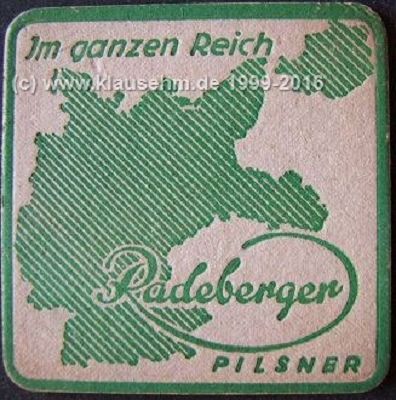 Im ganzen Reich
(c) www.klausehm.de 1999-2016
Radeberger
PILSNER